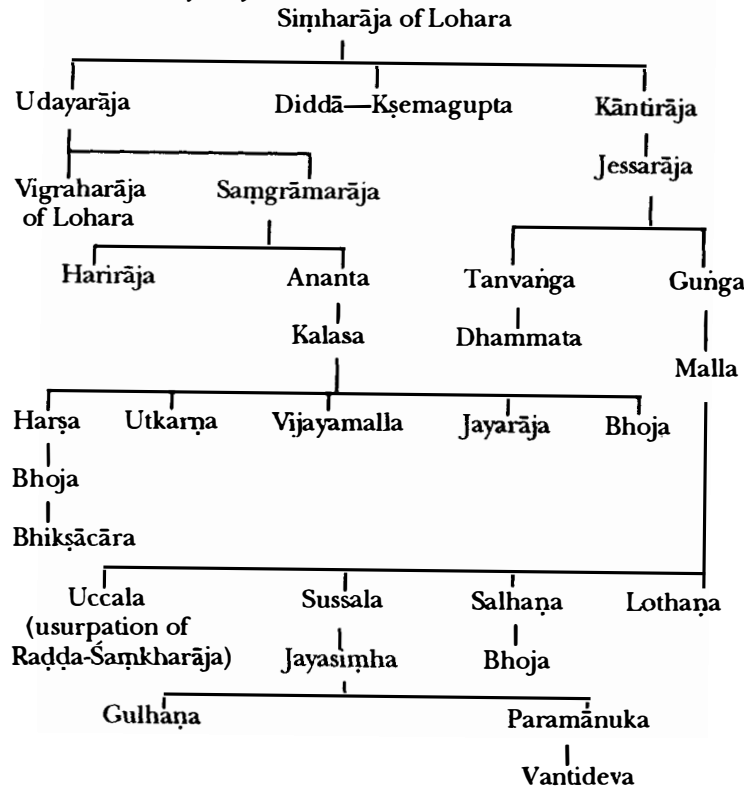 Siṃharāja of Lohara
Udayarāja Diddā—Kṣemagupta Kāntirāja
Vigraharāja of Lohara Saṃgrāmarāja Jessarāja
Harirāja Ananta Tanvaṅga Guṅga
Kalasa Dhammata
Malla
Harṣa Utkarṇa Vijayamalla Jayarāja Bhoja
Bhoja
Bhikṣācāra
Uccala Sussala Salhaṇa Lothaṇa
(usurpation of
Raḍḍa-Śaṃkharāja) Jayasiṃha Bhoja
Gulhaṇa Paramānuka
Vantideva